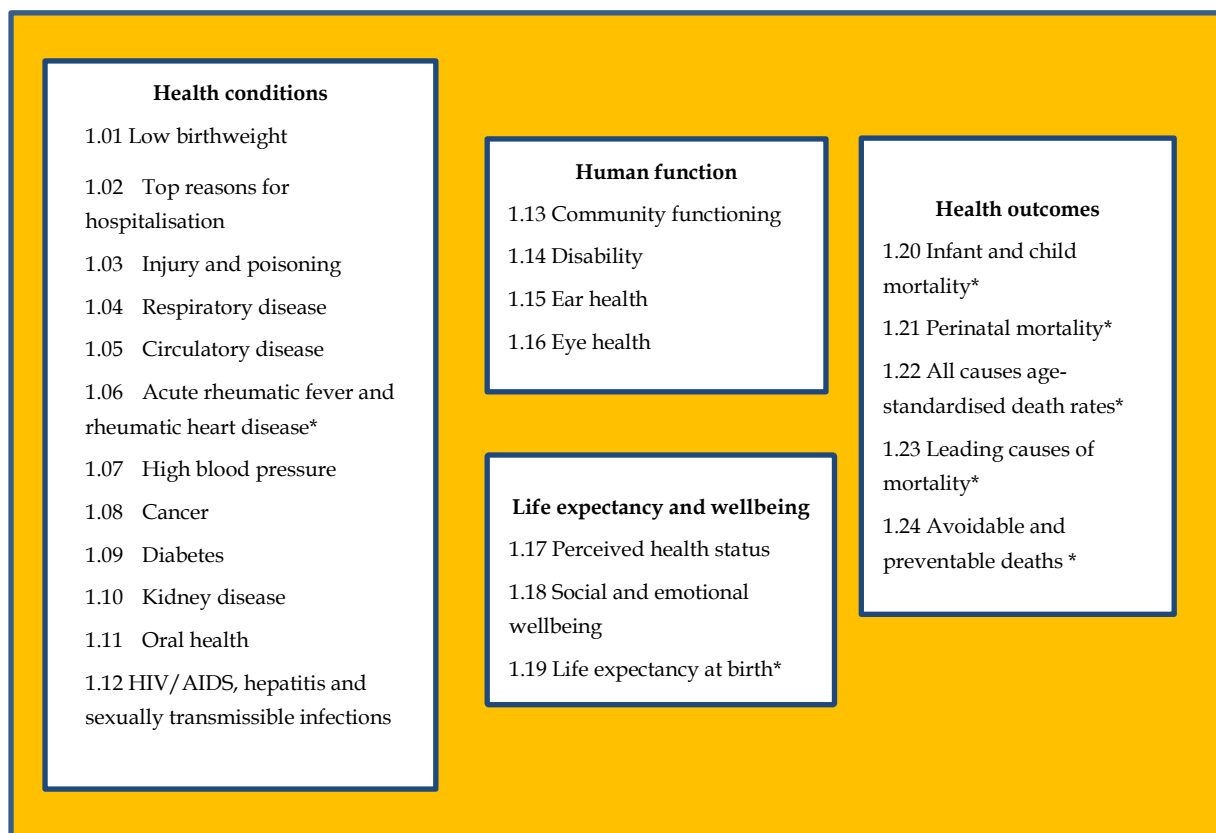 Health conditions
1.01 Low birthweight
1.02 Top reasons for
hospitalisation
1.03 Injury and poisoning
1.04 Respiratory disease
1.05 Circulatory disease
1.06 Acute rheumatic fever and
rheumatic heart disease*
1.07 High blood pressure
1.08 Cancer
1.09 Diabetes
1.10 Kidney disease
1.11 Oral health
1.12 HIV/AIDS, hepatitis and
sexually transmissible infections
Human function
1.13 Community functioning
1.14 Disability
1.15 Ear health
1.16 Eye health
Life expectancy and wellbeing
1.17 Perceived health status
1.18 Social and emotional
wellbeing
1.19 Life expectancy at birth*
Health outcomes
1.20 Infant and child
mortality*
1.21 Perinatal mortality*
1.22 All causes age-
standardised death rates*
1.23 Leading causes of
mortality*
1.24 Avoidable and
preventable deaths *